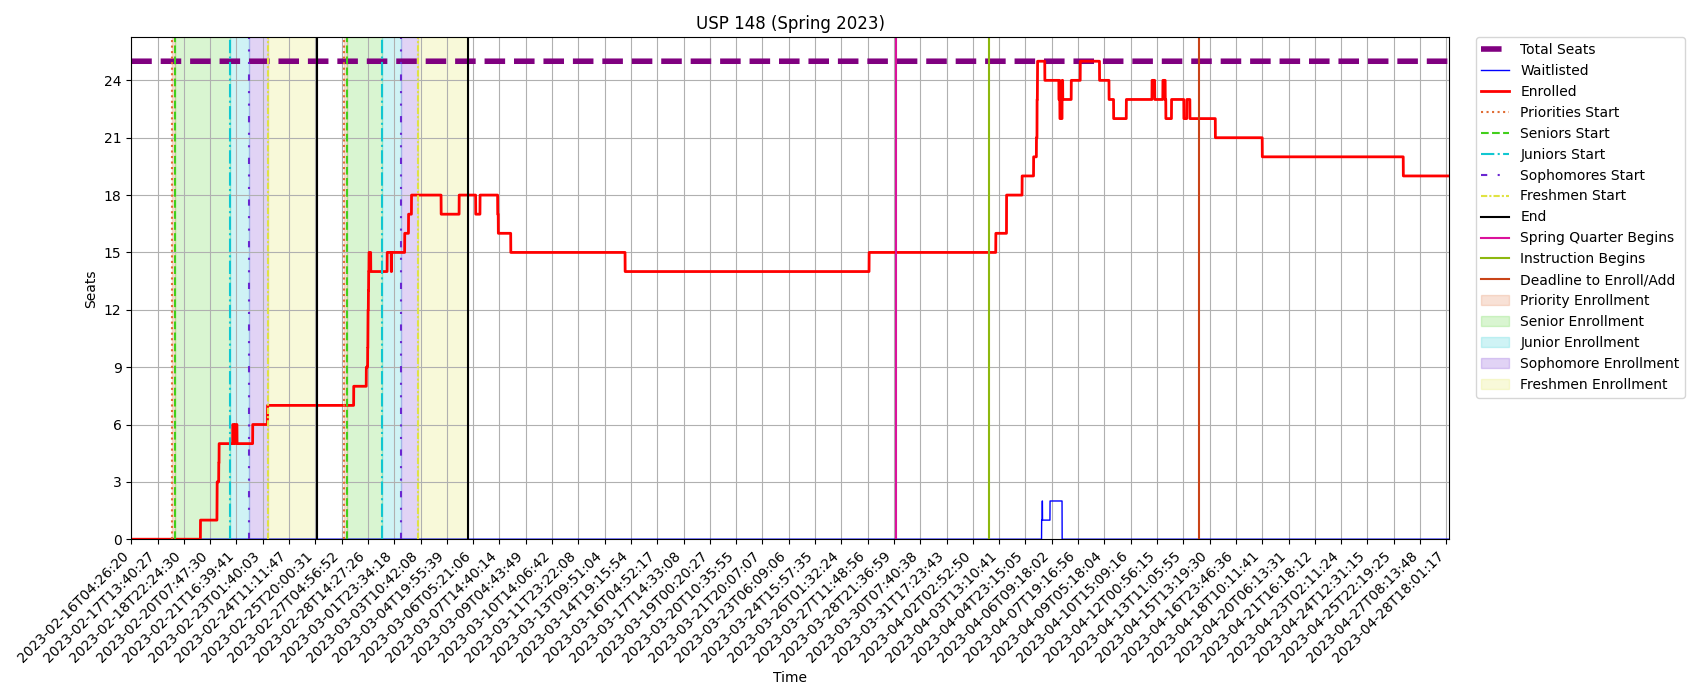 USP 148 (Spring 2023)
Seats
24
21
18
15
12
9
6
3
0
2023-02-16T04:26:20
2023-02-17T13:40:27
2023-02-18T22:24:30
2023-02-20T07:47:30
2023-02-21T16:39:41
2023-02-23T01:40:03
2023-02-24T11:11:47
2023-02-25T20:00:31
2023-02-27T04:56:52
2023-02-28T14:27:26
2023-03-01T23:34:18
2023-03-03T10:42:08
2023-03-04T19:55:39
2023-03-06T05:21:06
2023-03-07T14:40:14
2023-03-09T04:43:49
2023-03-10T14:06:42
2023-03-11T23:22:08
2023-03-13T09:51:04
2023-03-14T19:15:54
2023-03-16T04:52:17
2023-03-17T14:33:08
2023-03-19T00:20:27
2023-03-20T10:35:55
2023-03-21T20:07:07
2023-03-23T06:09:06
2023-03-24T15:57:35
2023-03-26T01:32:24
2023-03-27T11:48:56
2023-03-28T21:36:59
2023-03-30T07:40:38
2023-03-31T17:23:43
2023-04-02T02:52:50
2023-04-03T13:10:41
2023-04-04T23:15:05
2023-04-06T09:18:02
2023-04-07T19:16:56
2023-04-09T05:18:04
2023-04-10T15:09:16
2023-04-12T00:56:15
2023-04-13T11:05:55
2023-04-15T13:19:30
2023-04-16T23:46:36
2023-04-18T10:11:41
2023-04-20T06:13:31
2023-04-21T16:18:12
2023-04-23T02:11:24
2023-04-24T12:31:15
2023-04-25T22:19:25
2023-04-27T08:13:48
2023-04-28T18:01:17
Time
Total Seats
Waitlisted
Enrolled
Priorities Start
Seniors Start
Juniors Start
Sophomores Start
Freshmen Start
End
Spring Quarter Begins
Instruction Begins
Deadline to Enroll/Add
Priority Enrollment
Senior Enrollment
Junior Enrollment
Sophomore Enrollment
Freshmen Enrollment